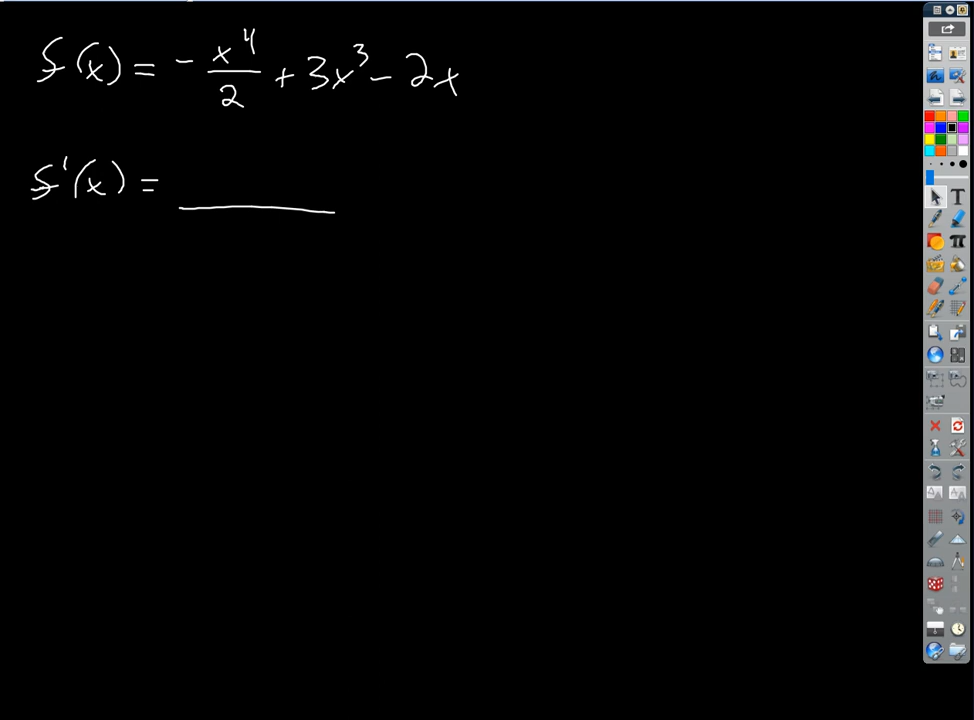 f(x) = - x⁴/2 + 3x³ - 2x
f'(x) = ______